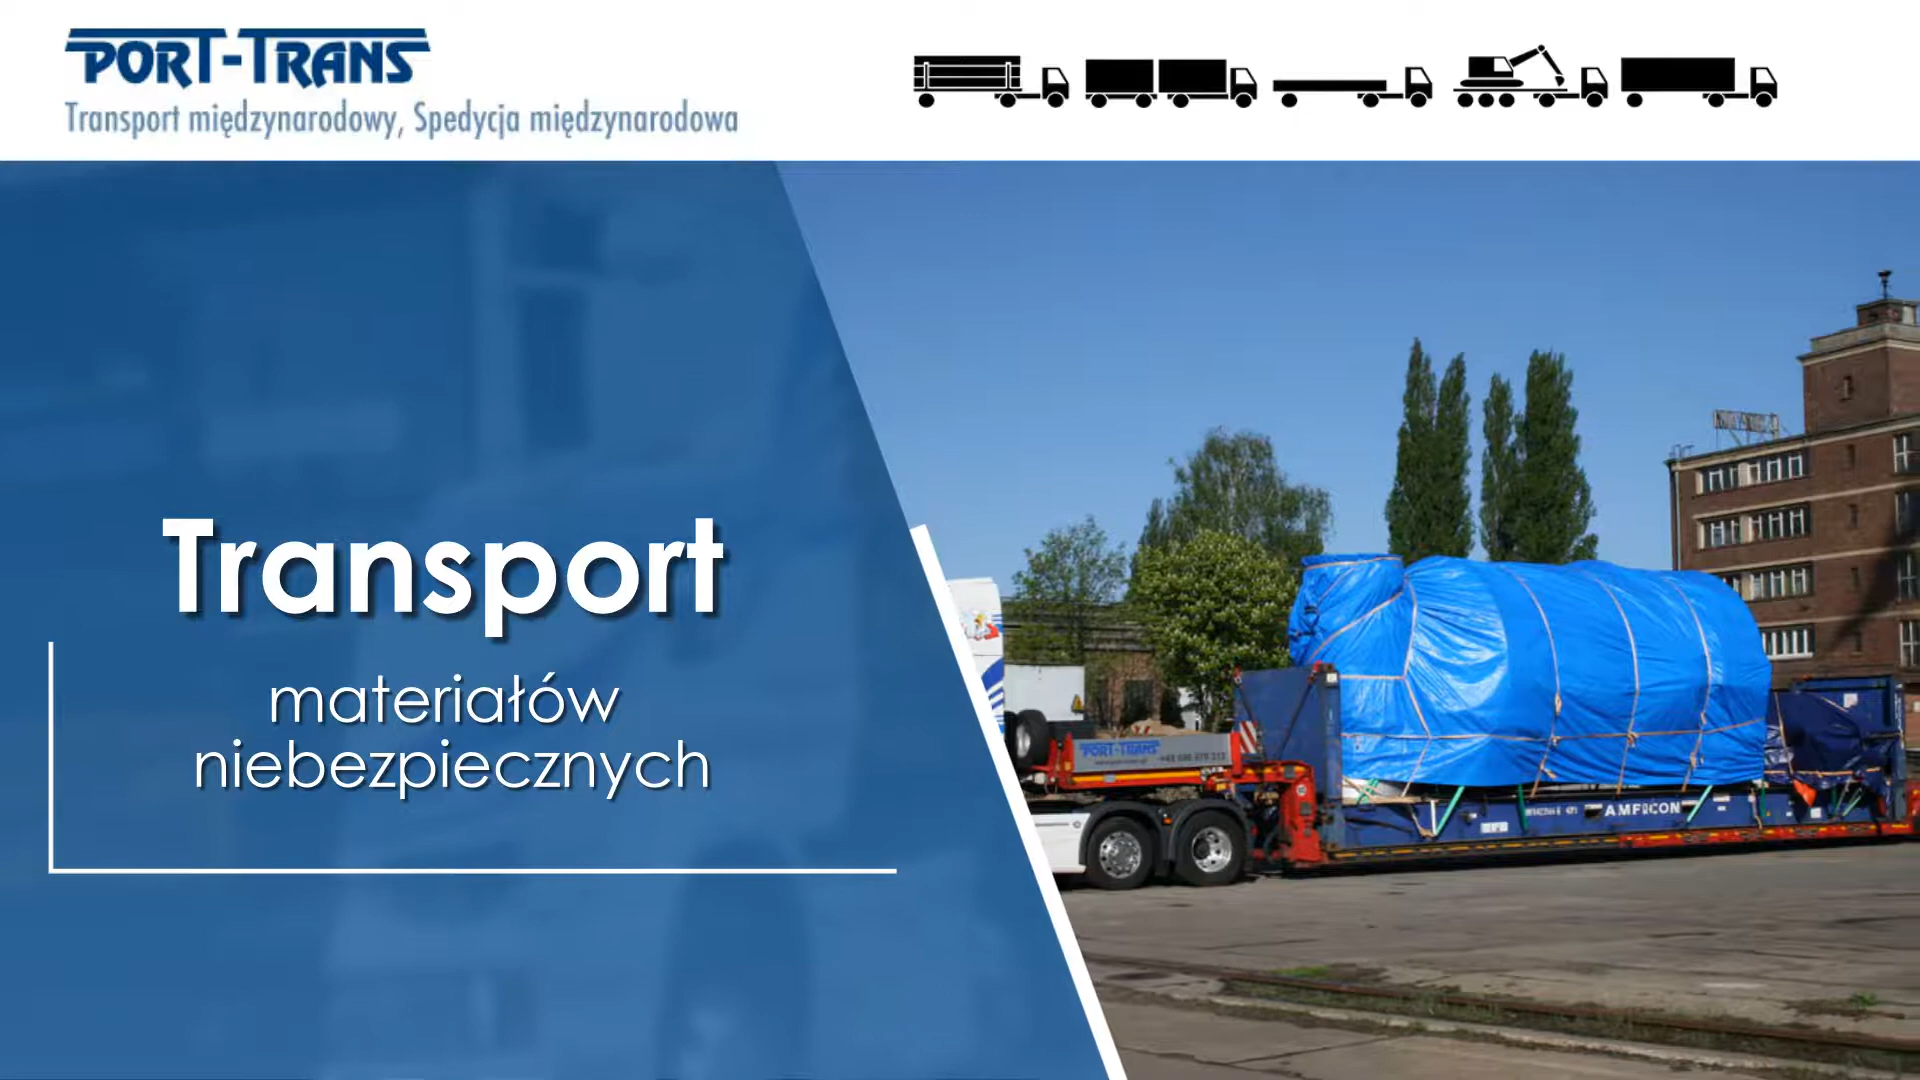 PORT-TRANS
Transport międzynarodowy, Spedycja międzynarodowa
Transport
materiałów
niebezpiecznych
PORT-TRANS
AMFICON